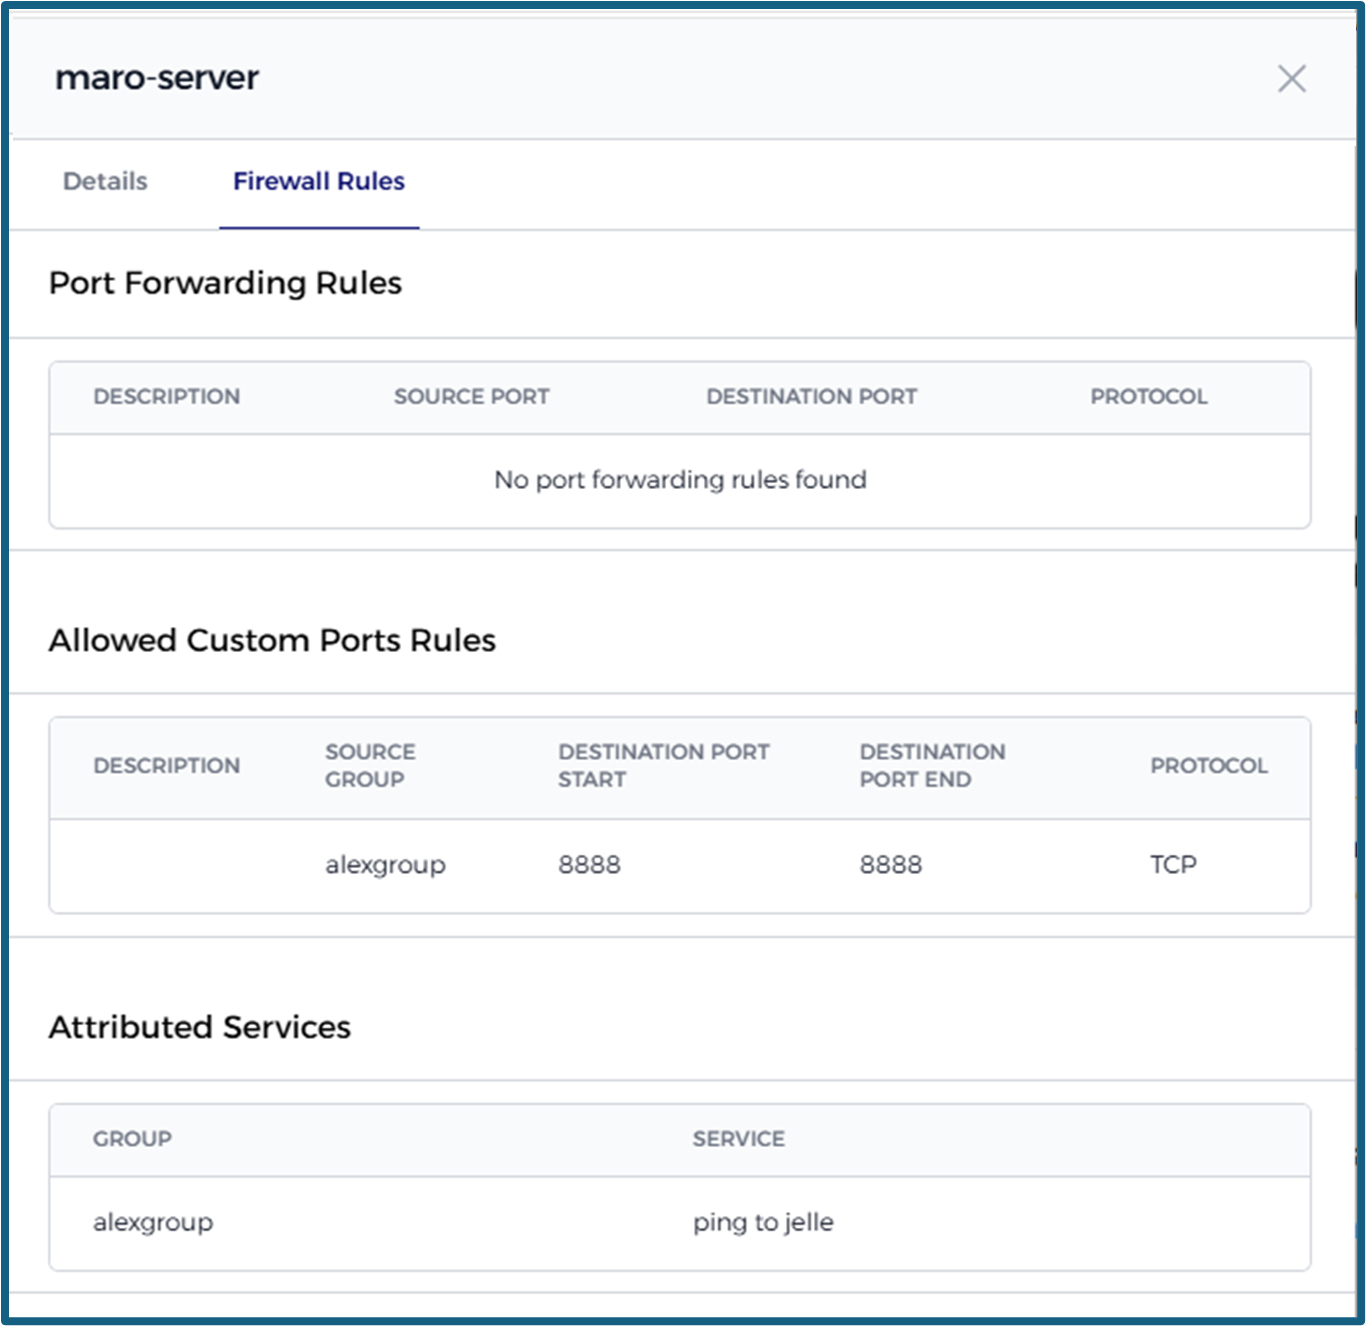 maro-server
Details Firewall Rules
Port Forwarding Rules
DESCRIPTION SOURCE PORT DESTINATION PORT PROTOCOL
No port forwarding rules found
Allowed Custom Ports Rules
DESCRIPTION SOURCE GROUP DESTINATION PORT START DESTINATION PORT END PROTOCOL
alexgroup 8888 8888 TCP
Attributed Services
GROUP SERVICE
alexgroup ping to jelle